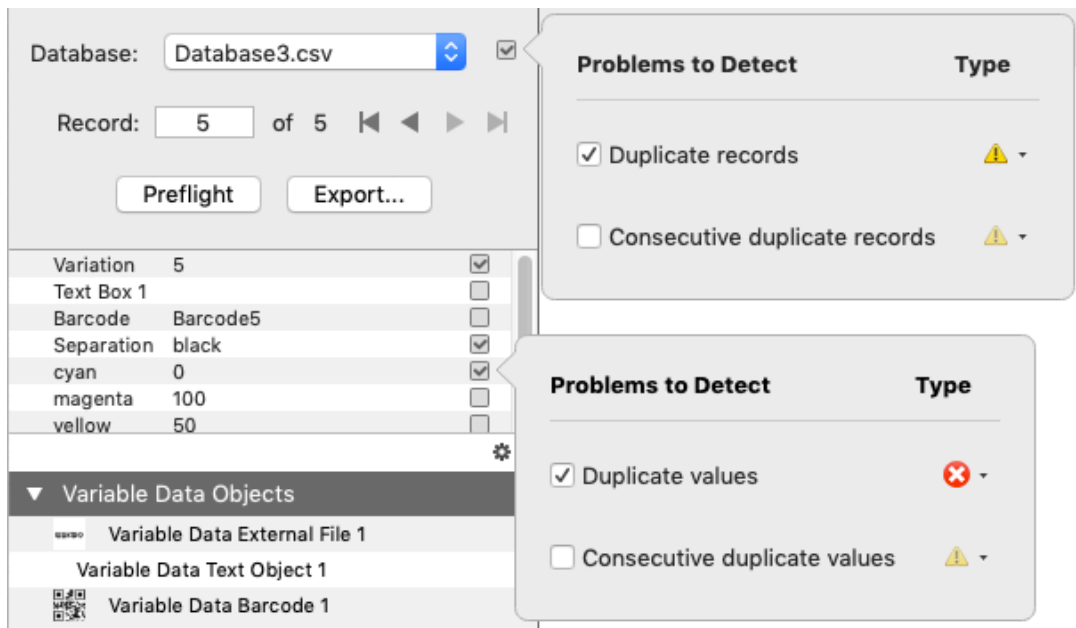 Database: Database3.csv
Record: 5 of 5
Preflight Export...
Variation 5
Text Box 1
Barcode Barcode5
Separation black
cyan 0
magenta 100
yellow 50
Variable Data Objects
Variable Data External File 1
Variable Data Text Object 1
Variable Data Barcode 1
Problems to Detect Type
Duplicate records
Consecutive duplicate records
Problems to Detect Type
Duplicate values
Consecutive duplicate values